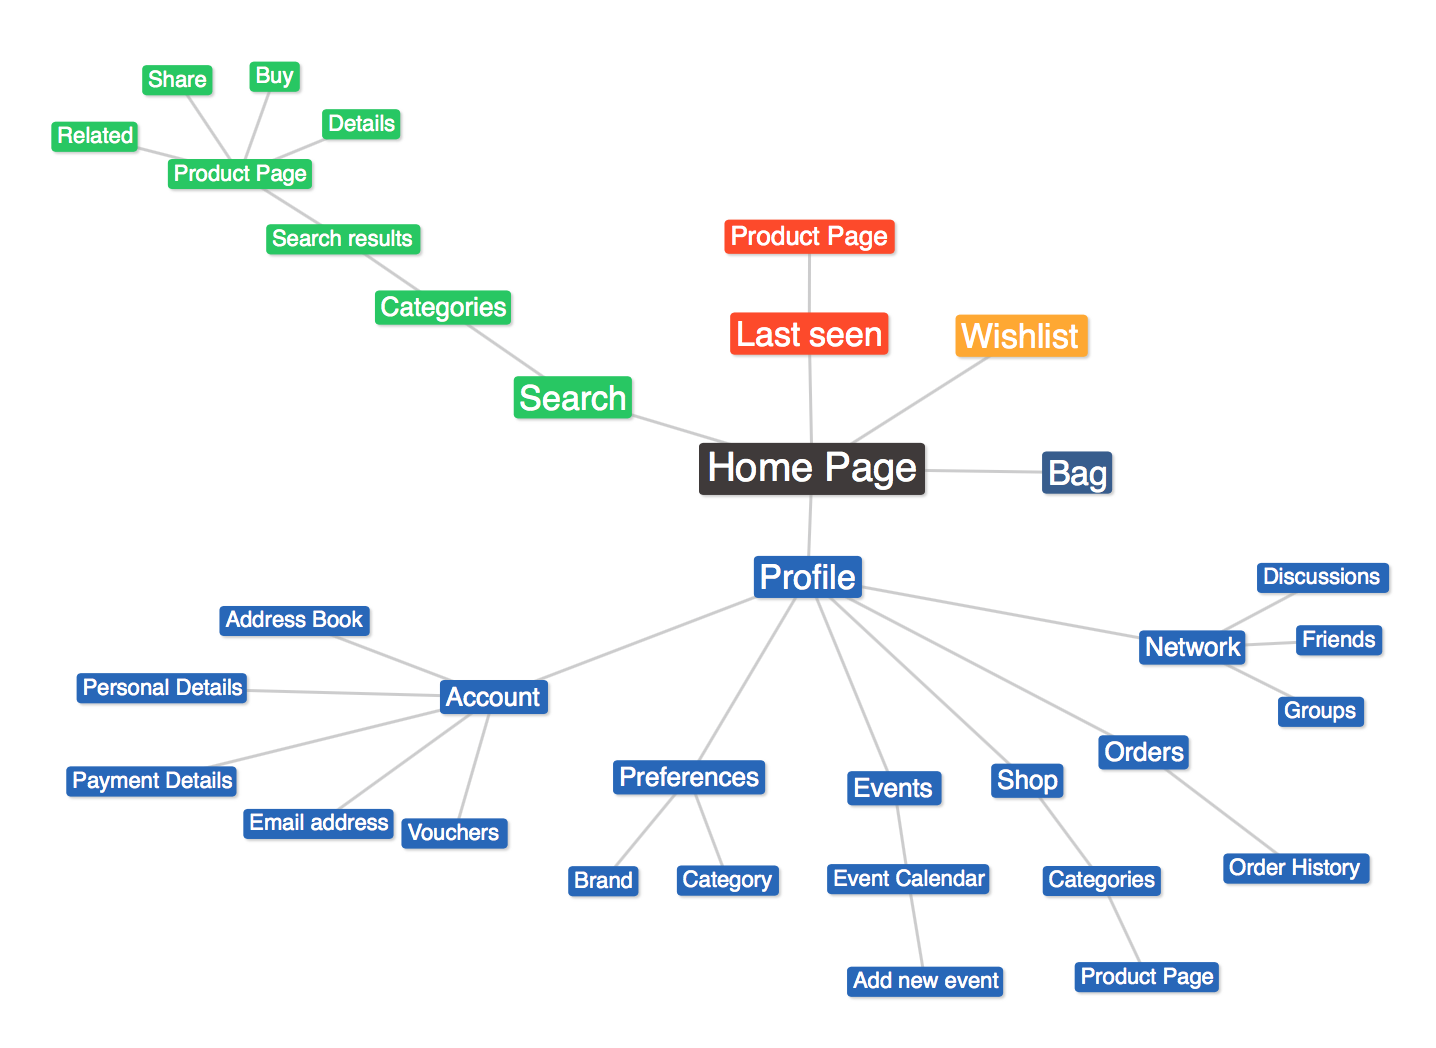 Share
Buy
Details
Related
Product Page
Search results
Categories
Search
Product Page
Last seen
Wishlist
Home Page
Bag
Profile
Discussions
Friends
Network
Groups
Address Book
Personal Details
Account
Payment Details
Email address
Vouchers
Preferences
Brand
Category
Events
Event Calendar
Add new event
Shop
Categories
Product Page
Orders
Order History